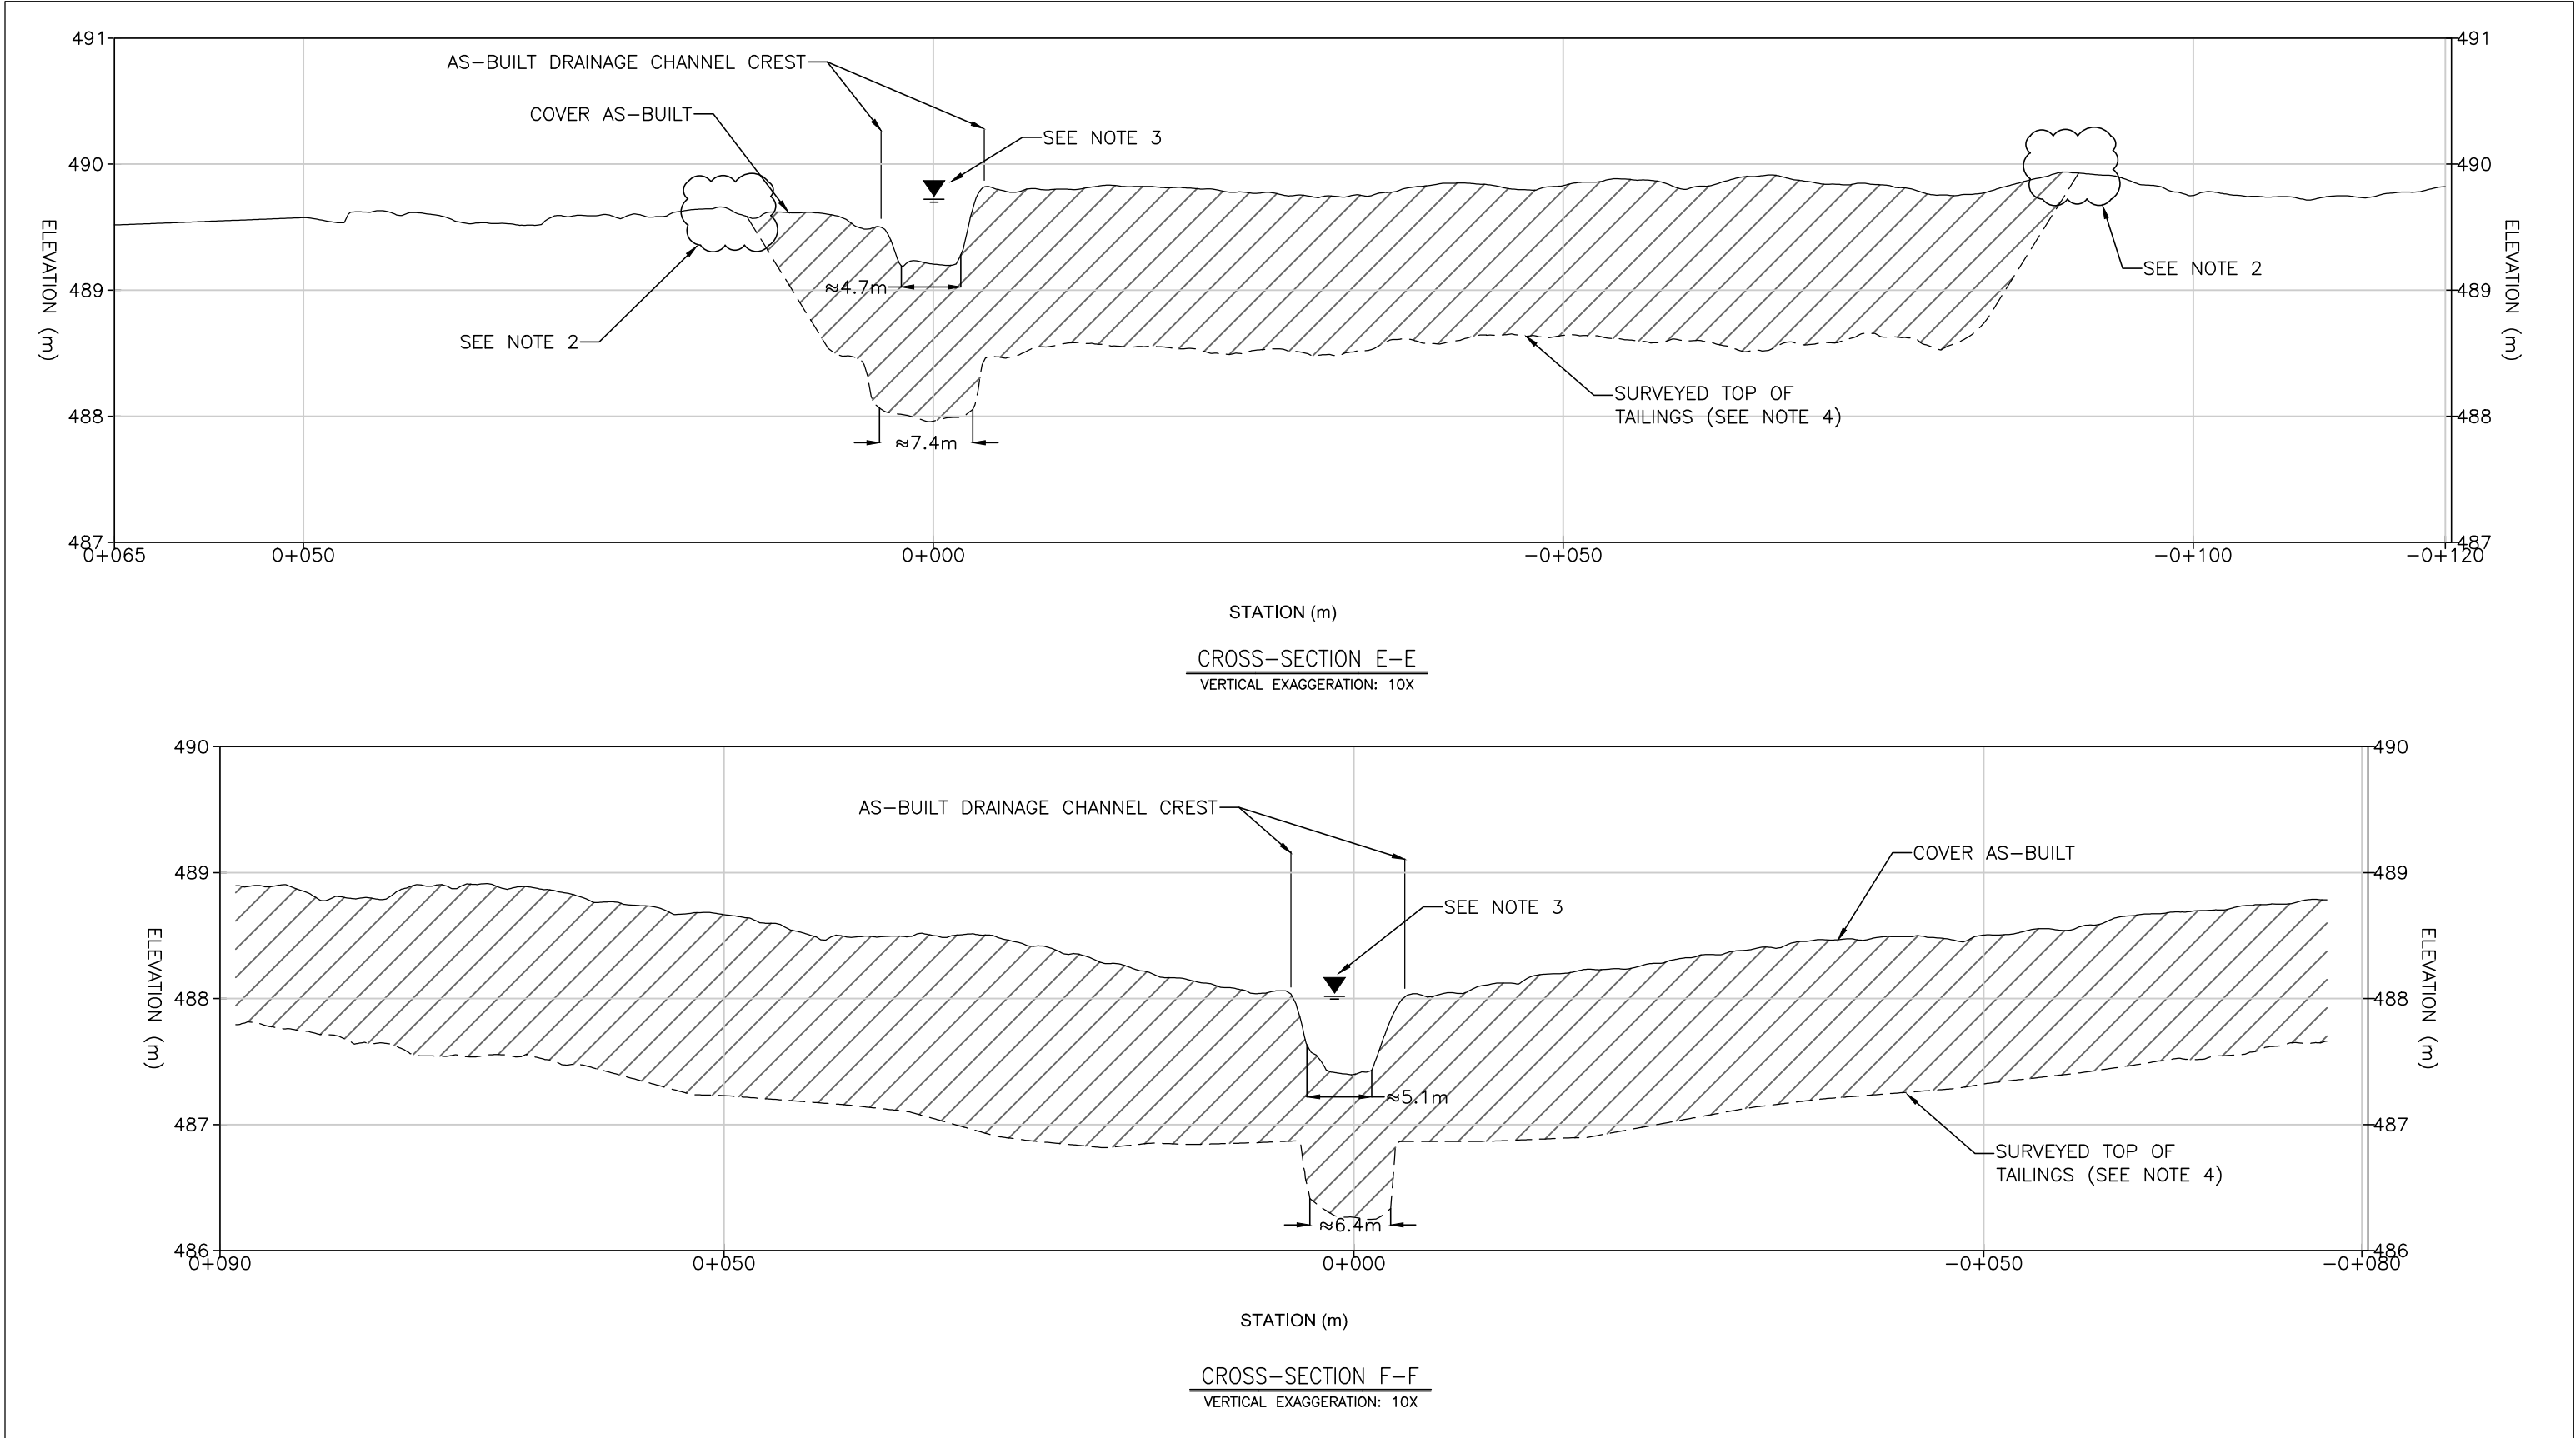 491
491
AS-BUILT DRAINAGE CHANNEL CREST
COVER AS-BUILT
SEE NOTE 3
490
490
ELEVATION (m)
ELEVATION (m)
SEE NOTE 2
489
489
≈4.7m
SEE NOTE 2
SURVEYED TOP OF
TAILINGS (SEE NOTE 4)
488
488
≈7.4m
487
487
0+065
0+050
0+000
-0+050
-0+100
-0+120
STATION (m)
CROSS-SECTION E-E
VERTICAL EXAGGERATION: 10X
490
490
AS-BUILT DRAINAGE CHANNEL CREST
COVER AS-BUILT
489
489
SEE NOTE 3
ELEVATION (m)
ELEVATION (m)
488
488
≈5.1m
487
487
SURVEYED TOP OF
TAILINGS (SEE NOTE 4)
≈6.4m
486
486
0+090
0+050
0+000
-0+050
-0+080
STATION (m)
CROSS-SECTION F-F
VERTICAL EXAGGERATION: 10X